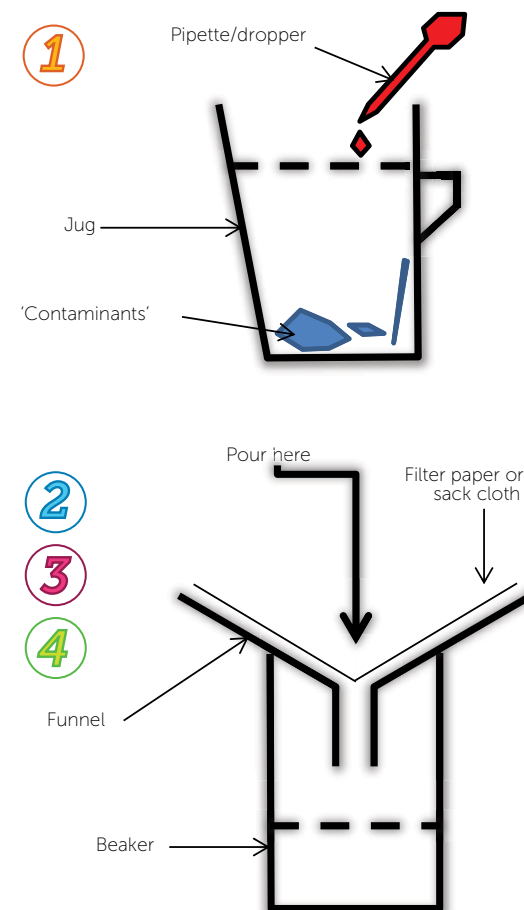 1
Pipette/dropper
Jug
'Contaminants'
Pour here
Filter paper or
sack cloth
2
3
4
Funnel
Beaker